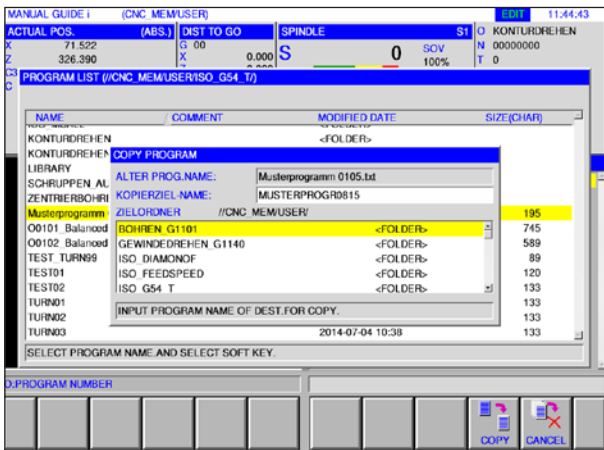 MANUAL GUIDE i (CNC_MEM/USER) EDIT 11:44:43
ACTUAL POS. (ABS.) DIST TO GO SPINDLE S1 O KONTURDREHEN
X 71.522 G 00 N 00000000
Z 326.390 X 0.000 S 0 SOV 100% T 0
C3
C
PROGRAM LIST (//CNC_MEM/USER/ISO_G54_T/)
NAME COMMENT MODIFIED DATE SIZE(CHAR)
KONTURDREHEN <FOLDER>
KONTURDREHEN
LIBRARY
SCHRUPPEN_AU
ZENTRIERBOHRI
Musterprogramm 195
O0101_Balanced 745
O0102_Balanced 589
TEST_TURN99 89
TEST01 120
TEST02 133
TURN01 133
TURN02 133
TURN03 2014-07-04 10:38 133
SELECT PROGRAM NAME.AND SELECT SOFT KEY.
COPY PROGRAM
ALTER PROG.NAME: Musterprogramm 0105.txt
KOPIERZIEL-NAME: MUSTERPROGR0815
ZIELORDNER //CNC_MEM/USER/
BOHREN_G1101 <FOLDER>
GEWINDEDREHEN_G1140 <FOLDER>
ISO_DIAMONOF <FOLDER>
ISO_FEEDSPEED <FOLDER>
ISO_G54_T <FOLDER>
INPUT PROGRAM NAME OF DEST.FOR COPY.
O:PROGRAM NUMBER
COPY CANCEL